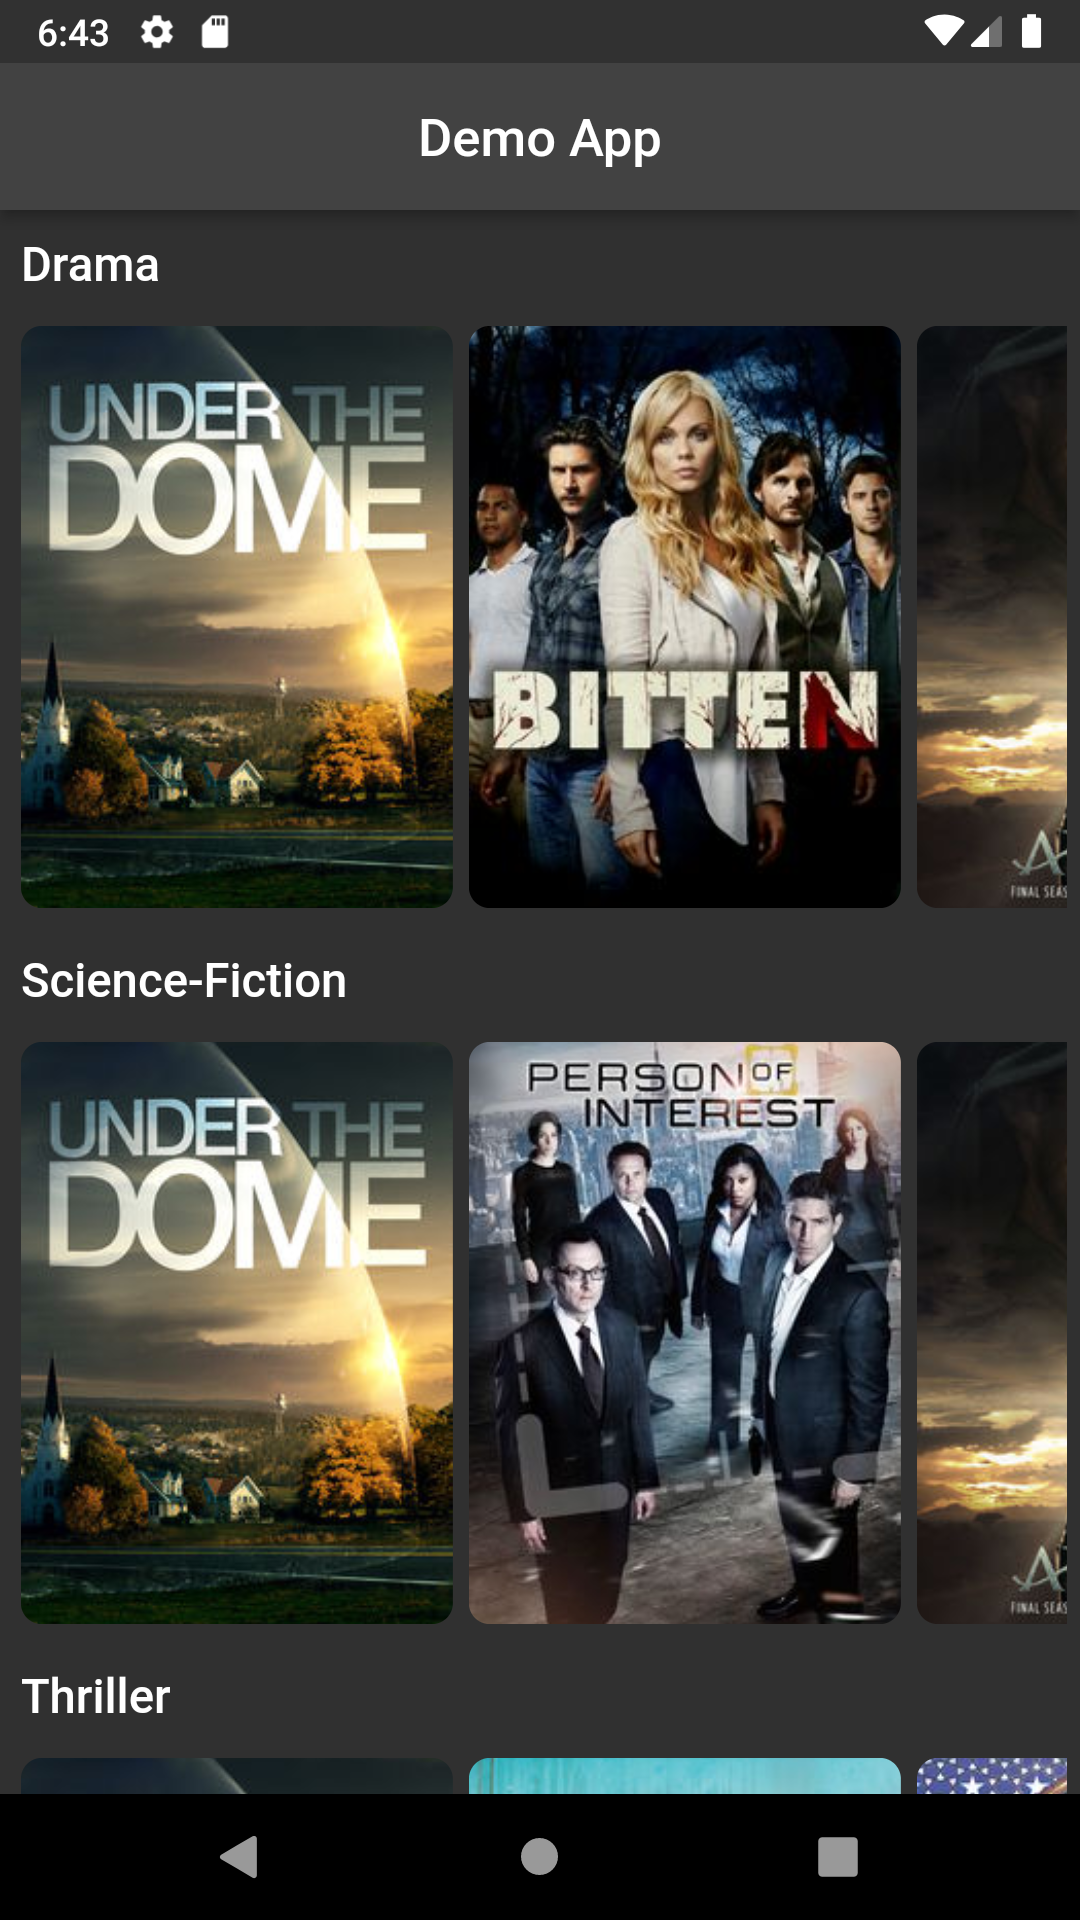 6:43
Demo App
Drama
UNDER THE
DOME
BITTEN
FINAL SEAS
Science-Fiction
UNDER THE
DOME
PERSON OF
INTEREST
FINAL SEAS
Thriller